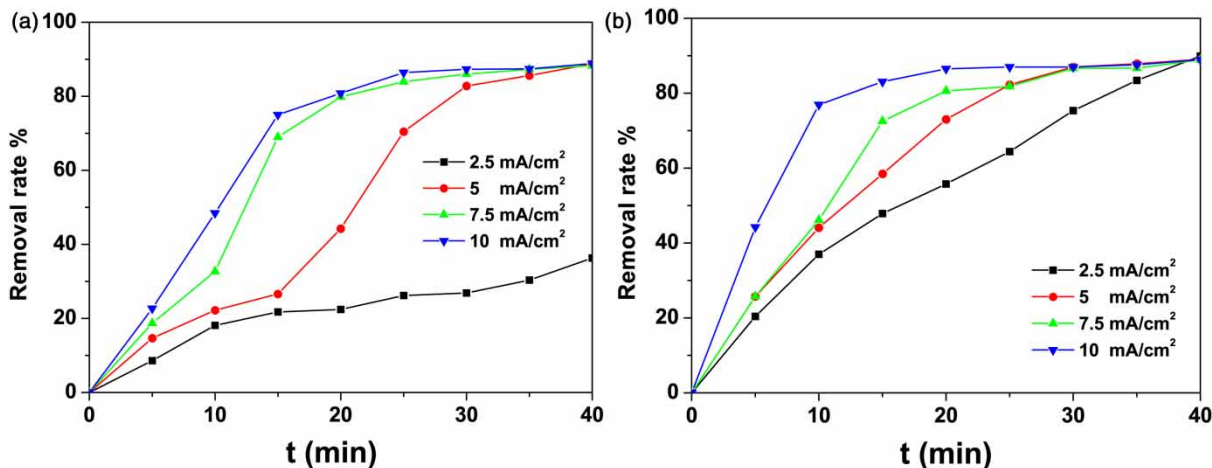 (a)
100
80
60
40
20
0
Removal rate %
2.5 mA/cm²
5 mA/cm²
7.5 mA/cm²
10 mA/cm²
0 10 20 30 40
t (min)
(b)
100
80
60
40
20
0
Removal rate %
2.5 mA/cm²
5 mA/cm²
7.5 mA/cm²
10 mA/cm²
0 10 20 30 40
t (min)